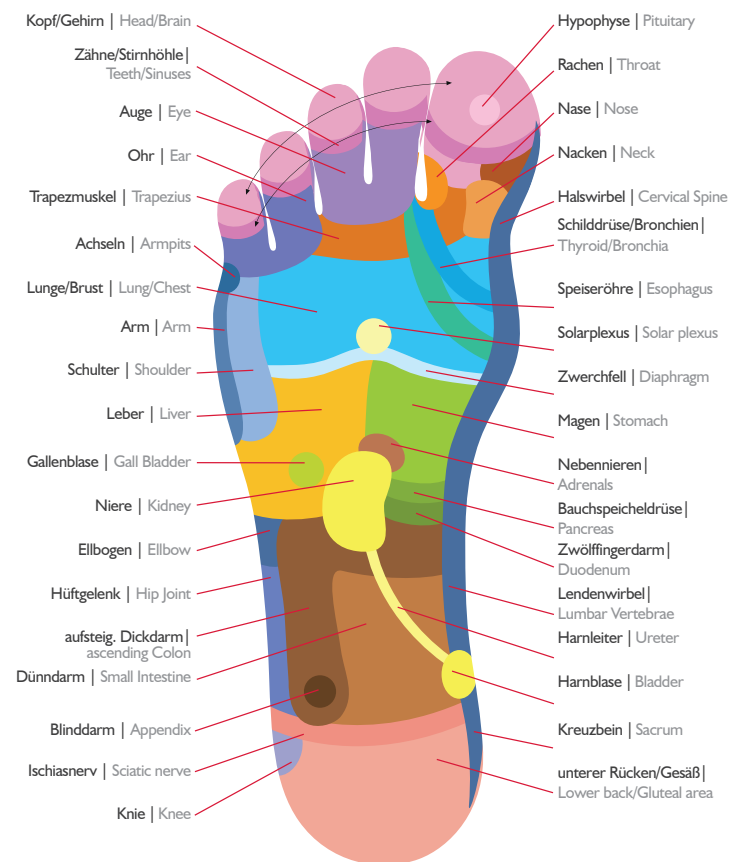 Kopf/Gehirn | Head/Brain
Zähne/Stirnhöhle|
Teeth/Sinuses
Auge | Eye
Ohr | Ear
Trapezmuskel | Trapezius
Achseln | Armpits
Lunge/Brust | Lung/Chest
Arm | Arm
Schulter | Shoulder
Leber | Liver
Gallenblase | Gall Bladder
Niere | Kidney
Ellbogen | Ellbow
Hüftgelenk | Hip Joint
aufsteig. Dickdarm|
ascending Colon
Dünndarm | Small Intestine
Blinddarm | Appendix
Ischiasnerv | Sciatic nerve
Knie | Knee
Hypophyse | Pituitary
Rachen | Throat
Nase | Nose
Nacken | Neck
Halswirbel | Cervical Spine
Schilddrüse/Bronchien|
Thyroid/Bronchia
Speiseröhre | Esophagus
Solarplexus | Solar plexus
Zwerchfell | Diaphragm
Magen | Stomach
Nebennieren|
Adrenals
Bauchspeicheldrüse|
Pancreas
Zwölffingerdarm|
Duodenum
Lendenwirbel|
Lumbar Vertebrae
Harnleiter | Ureter
Harnblase | Bladder
Kreuzbein | Sacrum
unterer Rücken/Gesäß|
Lower back/Gluteal area